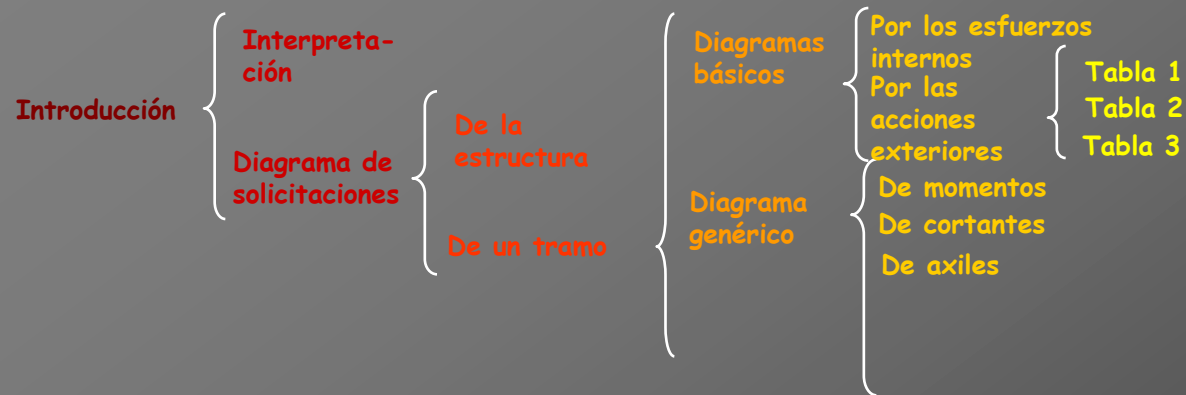 Introducción
Interpreta-
ción
Diagrama de
solicitaciones
De la
estructura
De un tramo
Diagramas
básicos
Diagrama
genérico
Por los esfuerzos
internos
Por las
acciones
exteriores
Tabla 1
Tabla 2
Tabla 3
De momentos
De cortantes
De axiles